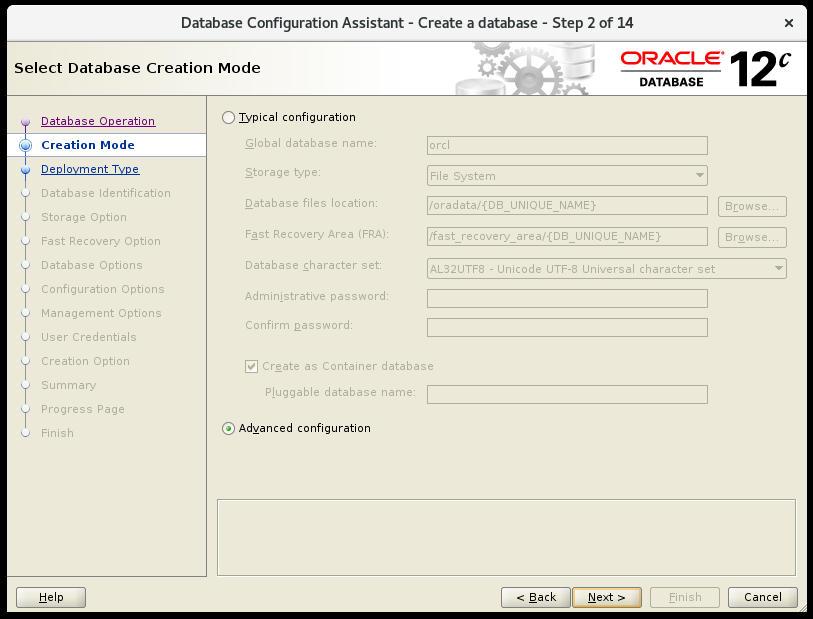 Database Configuration Assistant - Create a database - Step 2 of 14
×
Select Database Creation Mode
ORACLE®
DATABASE
12c
Database Operation
Creation Mode
Deployment Type
Database Identification
Storage Option
Fast Recovery Option
Database Options
Configuration Options
Management Options
User Credentials
Creation Option
Summary
Progress Page
Finish
Typical configuration
Global database name: orcl
Storage type: File System
Database files location: /oradata/{DB_UNIQUE_NAME} Browse...
Fast Recovery Area (FRA): /fast_recovery_area/{DB_UNIQUE_NAME} Browse...
Database character set: AL32UTF8 - Unicode UTF-8 Universal character set
Administrative password:
Confirm password:
Create as Container database
Pluggable database name:
Advanced configuration
Help < Back Next > Finish Cancel